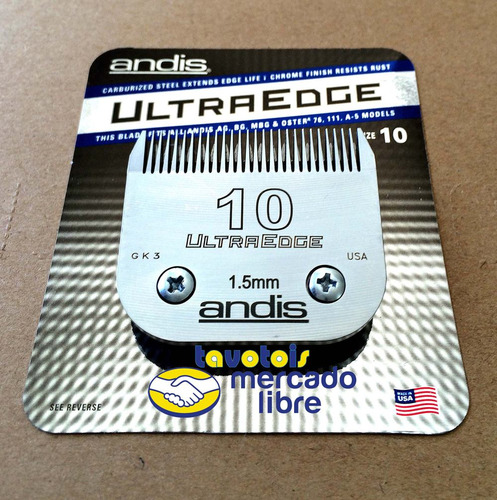 andis
CARBURIZED STEEL EXTENDS EDGE LIFE : CHROME FINISH RESISTS RUST
ULTRAEDGE
THIS BLADE FITS ALL ANDIS AG, BG, MBG & OSTER® 76, 111, A-5 MODELS
SIZE 10
10
ULTRAEDGE
GK3
USA
1.5mm
andis
tavotois
mercado
libre
SEE REVERSE
MADE IN
USA